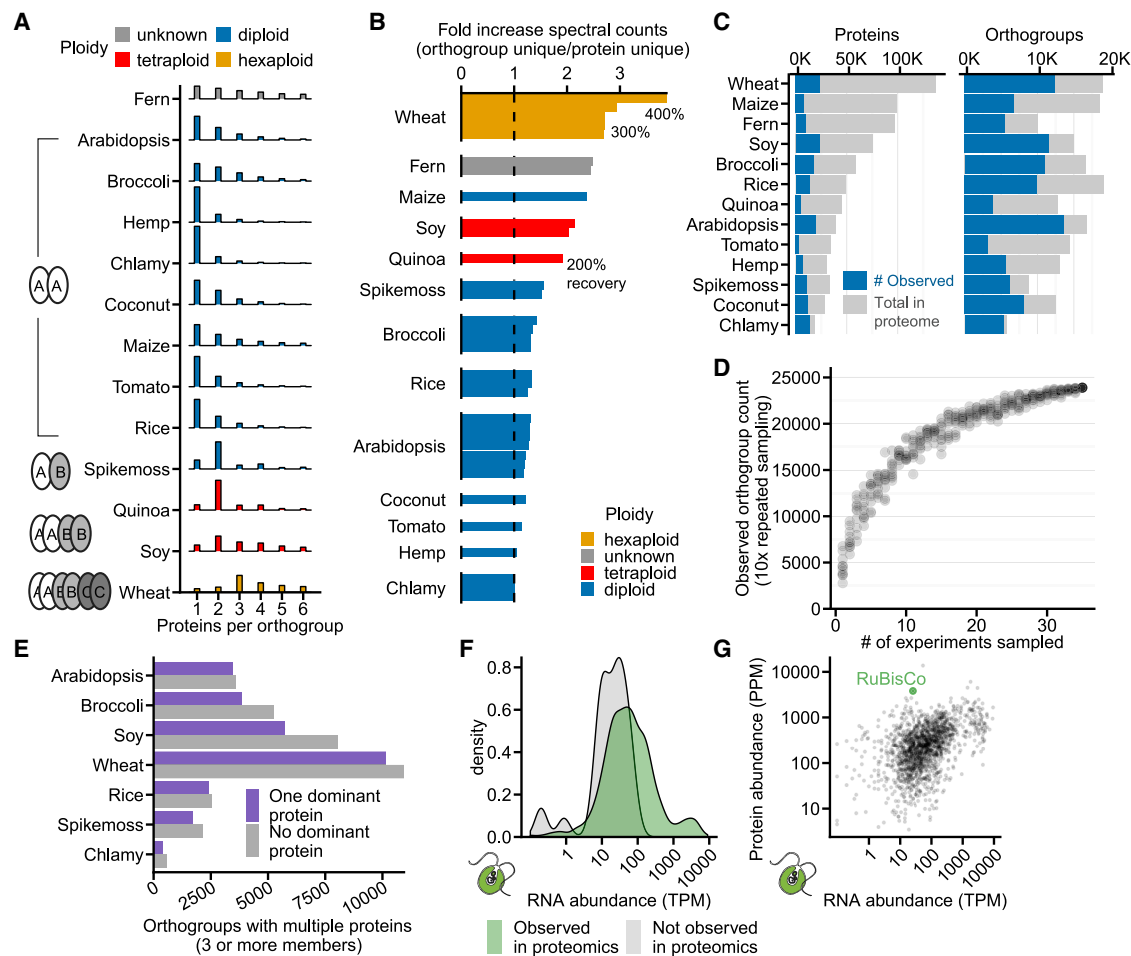 A
Ploidy
unknown
diploid
tetraploid
hexaploid
Fern
Arabidopsis
Broccoli
Hemp
Chlamy
Coconut
Maize
Tomato
Rice
Spikemoss
Quinoa
Soy
Wheat
A A
A B
A A B B
A A B B C C
1 2 3 4 5 6
Proteins per orthogroup
B
Fold increase spectral counts
(orthogroup unique/protein unique)
0 1 2 3
Wheat
400%
300%
Fern
Maize
Soy
Quinoa
200%
recovery
Spikemoss
Broccoli
Rice
Arabidopsis
Coconut
Tomato
Hemp
Chlamy
Ploidy
hexaploid
unknown
tetraploid
diploid
C
Proteins
Orthogroups
0K 50K 100K
0K 10K 20K
Wheat
Maize
Fern
Soy
Broccoli
Rice
Quinoa
Arabidopsis
Tomato
Hemp
Spikemoss
Coconut
Chlamy
# Observed
Total in
proteome
D
Observed orthogroup count
(10x repeated sampling)
25000
20000
15000
10000
5000
0
0 10 20 30
# of experiments sampled
E
Arabidopsis
Broccoli
Soy
Wheat
Rice
Spikemoss
Chlamy
One dominant
protein
No dominant
protein
0 2500 5000 7500 10000
Orthogroups with multiple proteins
(3 or more members)
F
density
0.8
0.6
0.4
0.2
0.0
1 10 100 1000 10000
RNA abundance (TPM)
Observed
in proteomics
Not observed
in proteomics
G
Protein abundance (PPM)
10000
1000
100
10
RuBisCo
1 10 100 1000 10000
RNA abundance (TPM)